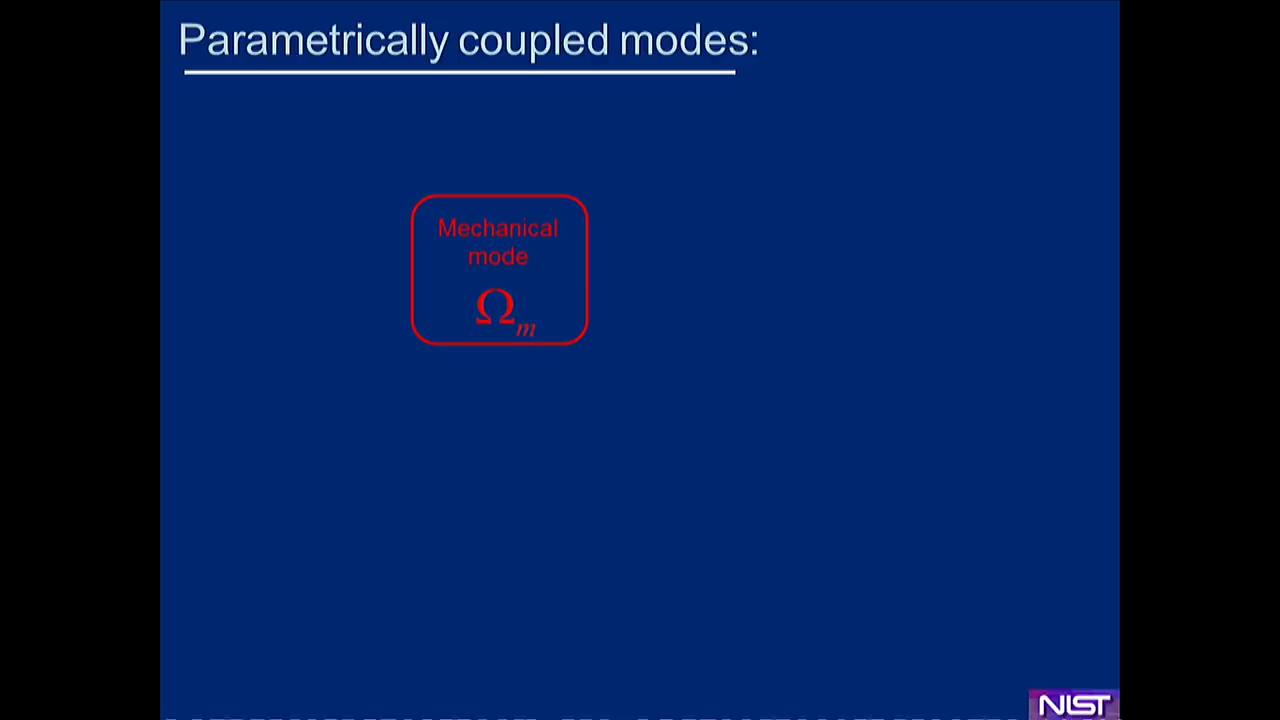 Parametrically coupled modes:
Mechanical
mode
Ωm
NIST